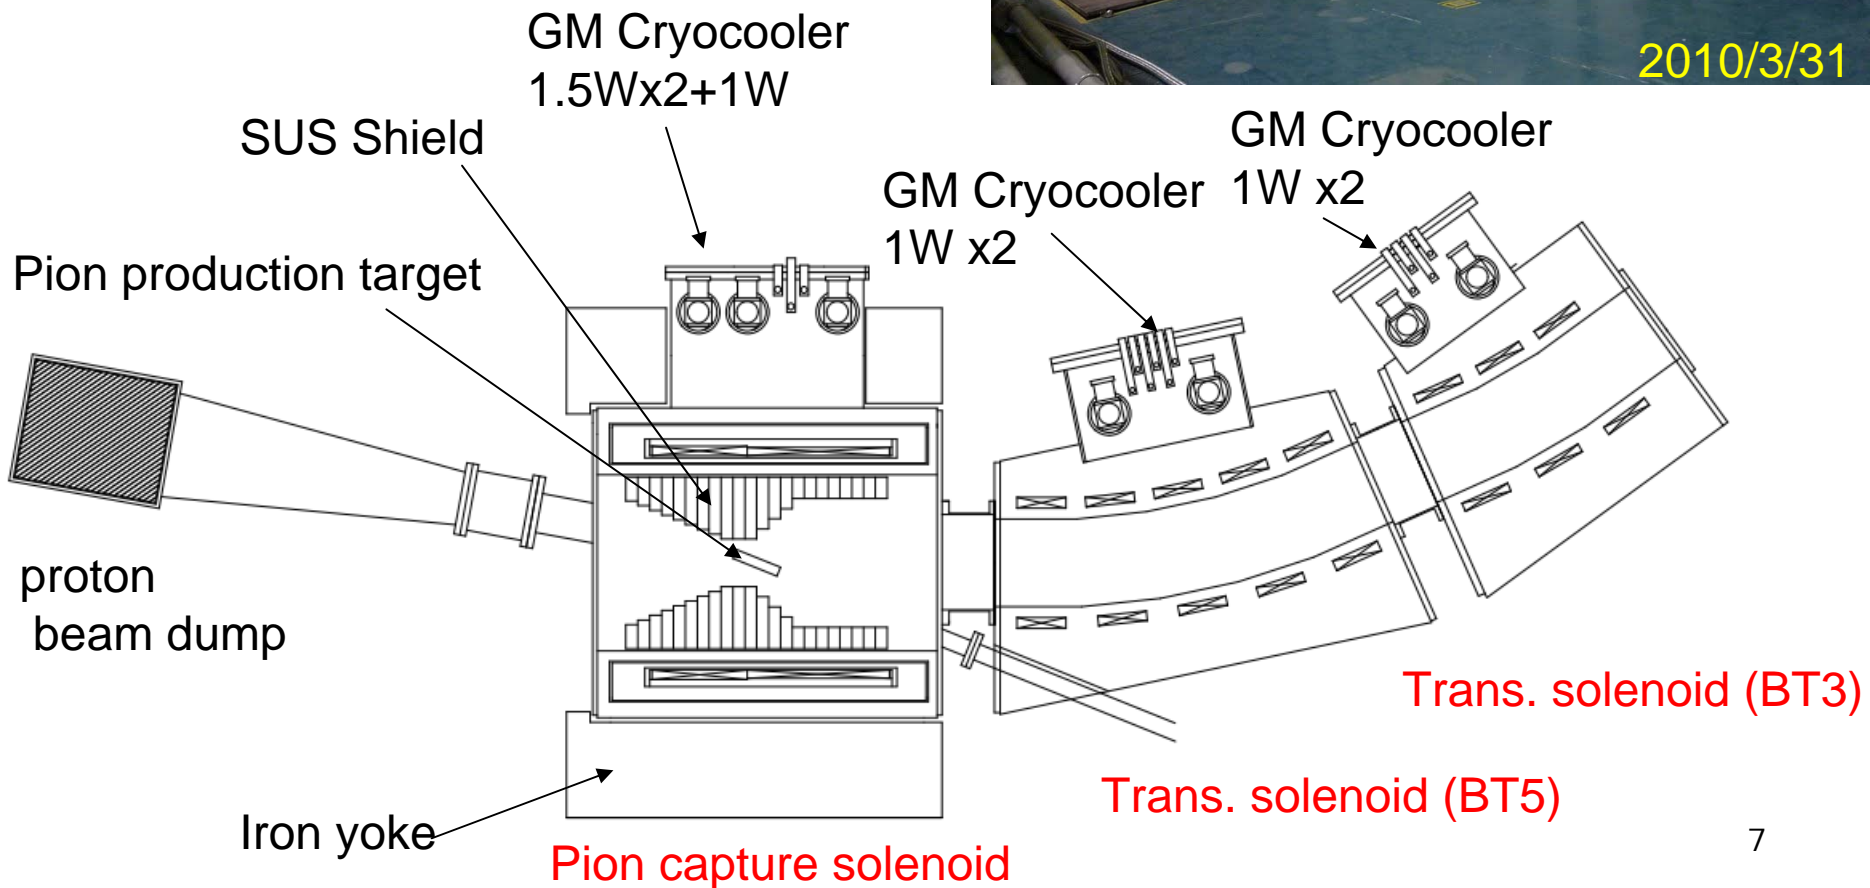 GM Cryocooler
1.5Wx2+1W
2010/3/31
SUS Shield
GM Cryocooler
1W x2
GM Cryocooler
1W x2
Pion production target
proton
beam dump
Trans. solenoid (BT3)
Trans. solenoid (BT5)
Iron yoke
Pion capture solenoid
7